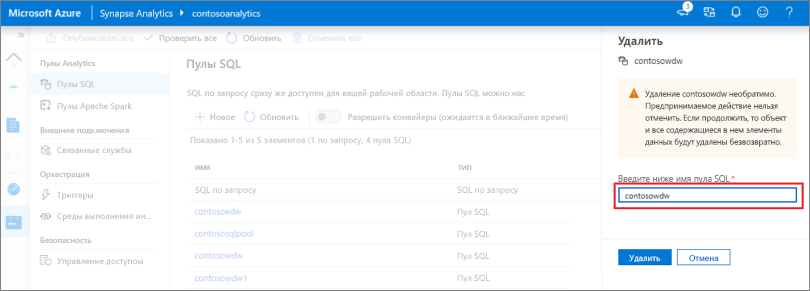 Microsoft Azure
Synapse Analytics
contosoanalytics
3
?
Опубликовать все
Проверить все
Обновить
Отменить все
Пулы Analytics
Пулы SQL
Пулы Apache Spark
Внешние подключения
Связанные службы
Оркестрация
Триггеры
Среды выполнения ин...
Безопасность
Управление доступом
Пулы SQL
SQL по запросу сразу же доступен для вашей рабочей области. Пулы SQL можно нас
Новое
Обновить
Разрешить конвейеры (ожидается в ближайшее время)
Показано 1-5 из 5 элементов (1 по запросу, 4 пула SQL)
ИМЯ ТИП
SQL по запросу SQL по запросу
contosoedw Пул SQL
contososqlpool Пул SQL
contosowdw Пул SQL
contosowdw1 Пул SQL
Удалить
contosowdw
Удаление contosowdw необратимо.
Предпринимаемое действие нельзя
отменить. Если продолжить, то объект
и все содержащиеся в нем элементы
данных будут удалены безвозвратно.
Введите ниже имя пула SQL *
contosowdw
Удалить
Отмена